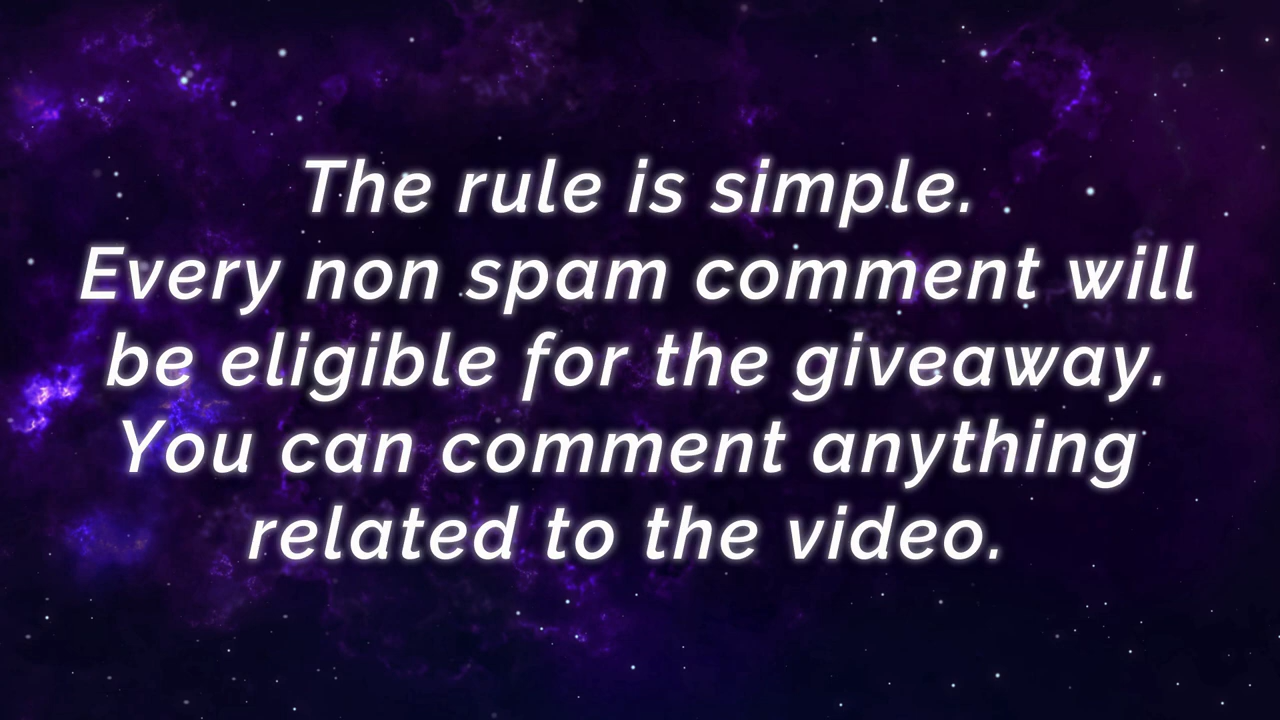 The rule is simple.
Every non spam comment will
be eligible for the giveaway.
You can comment anything
related to the video.